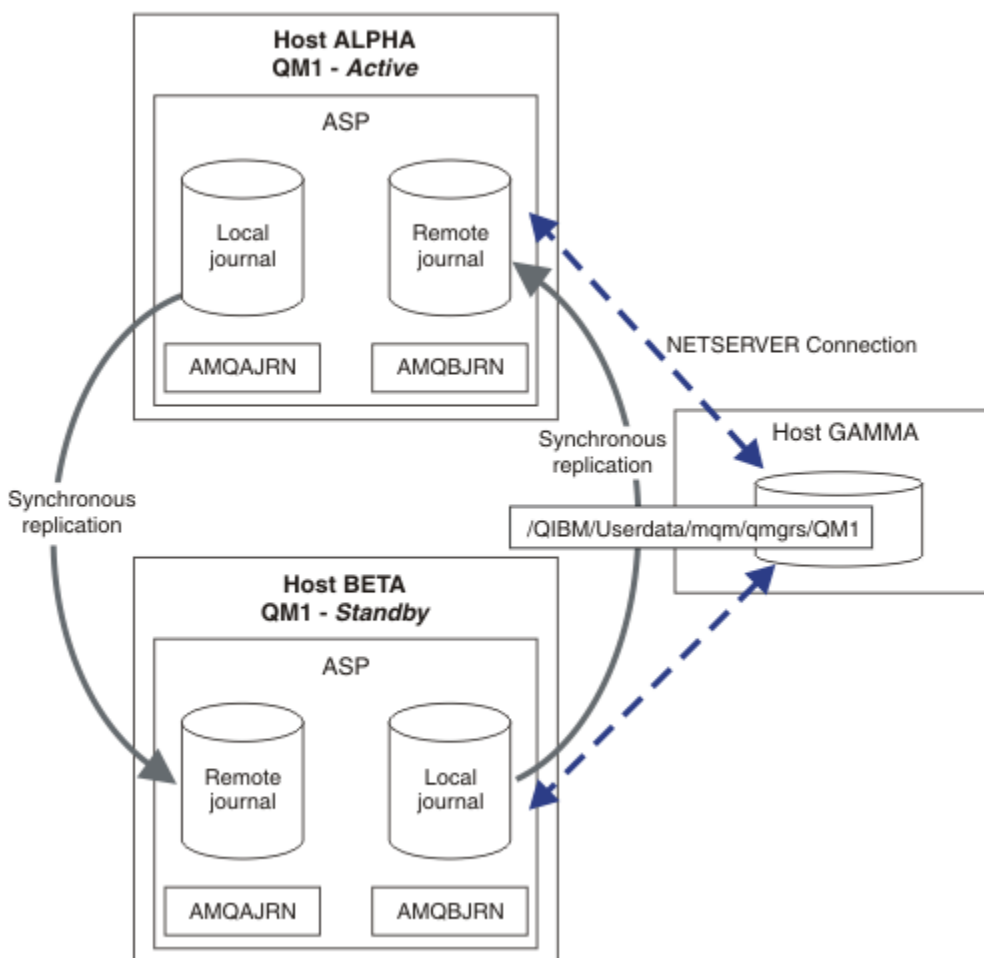 Host ALPHA
QM1 - Active
ASP
Local
journal
Remote
journal
AMQAJRN
AMQBJRN
NETSERVER Connection
Host GAMMA
/QIBM/Userdata/mqm/qmgrs/QM1
Synchronous
replication
Synchronous
replication
Host BETA
QM1 - Standby
ASP
Remote
journal
Local
journal
AMQAJRN
AMQBJRN